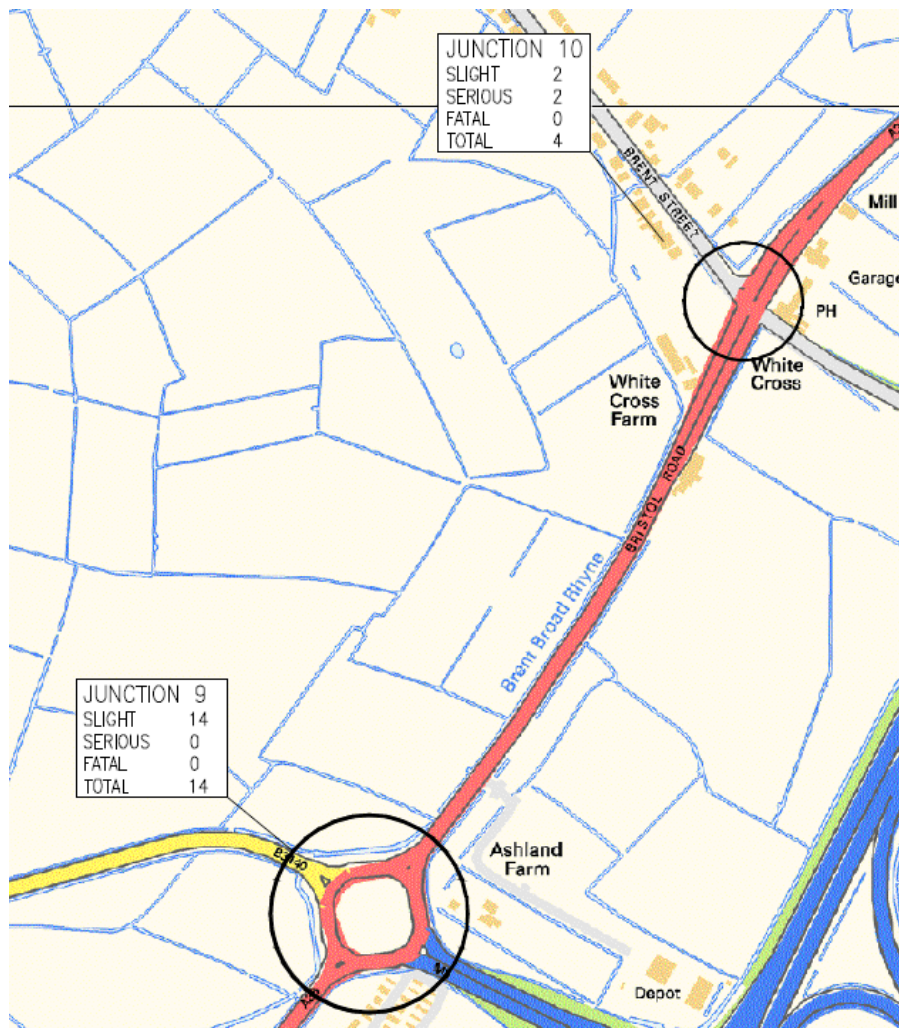 JUNCTION 10
SLIGHT 2
SERIOUS 2
FATAL 0
TOTAL 4
BRENT STREET
Mill
Garage
PH
White
Cross
White
Cross
Farm
BRISTOL ROAD
Brent Broad Rhyne
JUNCTION 9
SLIGHT 14
SERIOUS 0
FATAL 0
TOTAL 14
B3140
Ashland
Farm
Depot